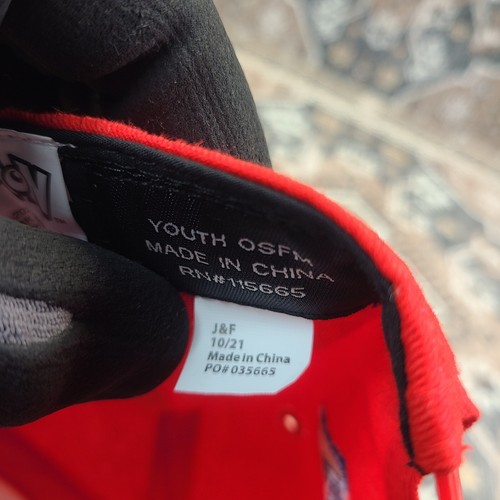 YOUTH OSFM
MADE IN CHINA
RN#115665
J&F
10/21
Made in China
PO# 035665